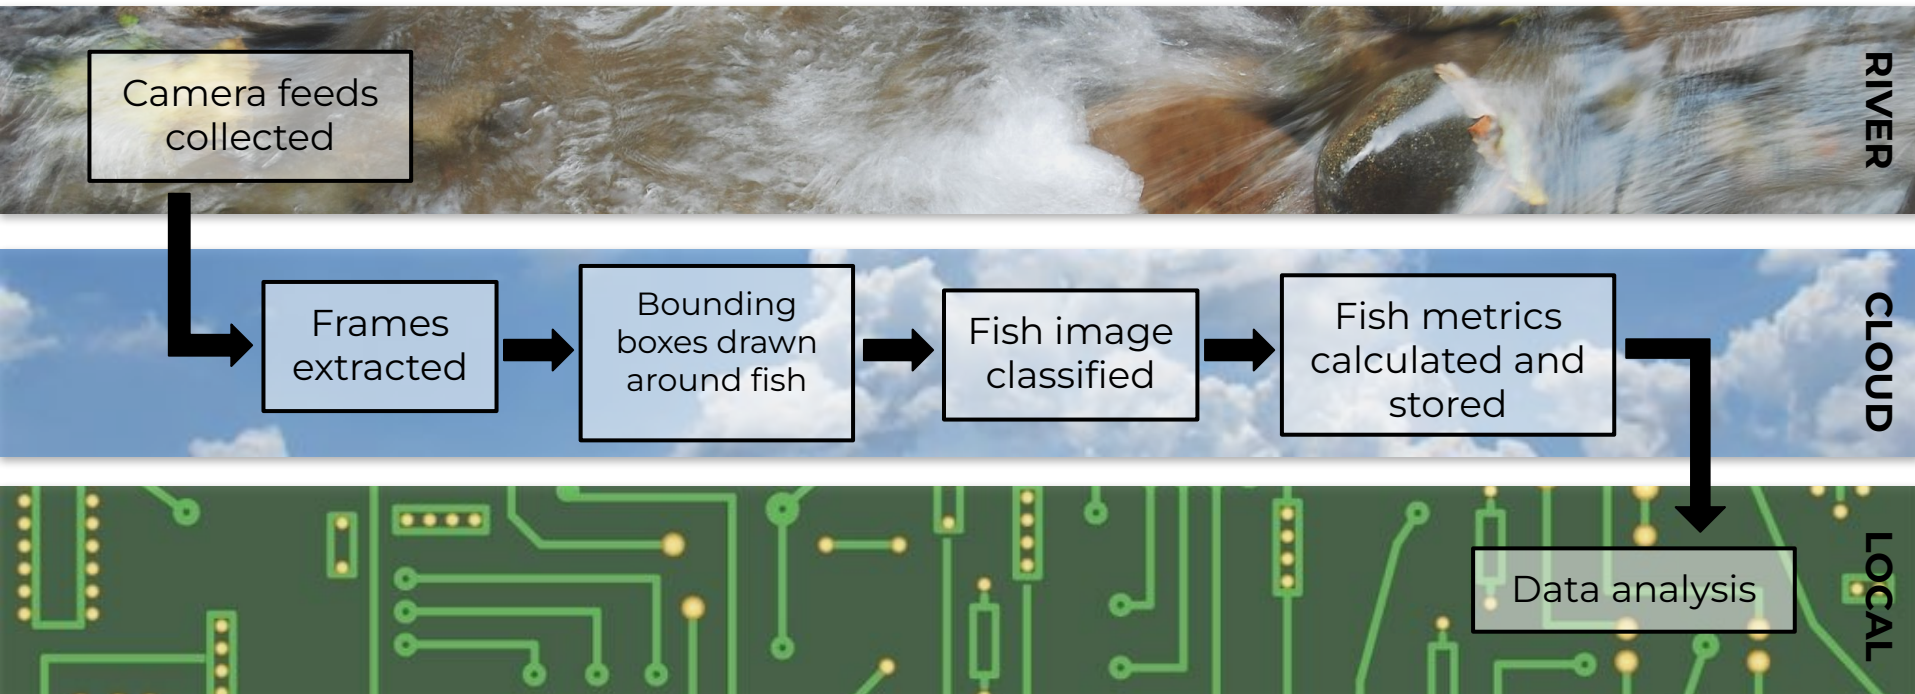 Camera feeds
collected
RIVER
Frames
extracted
Bounding
boxes drawn
around fish
Fish image
classified
Fish metrics
calculated and
stored
CLOUD
Data analysis
LOCAL